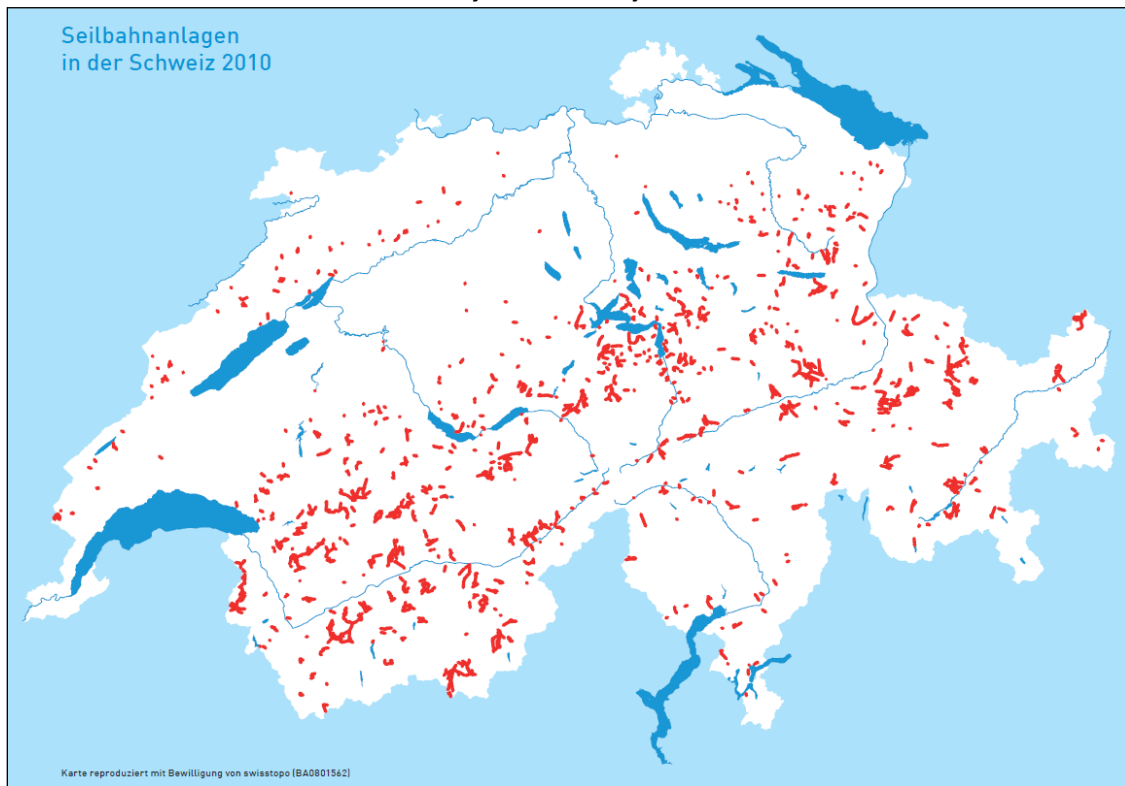 Seilbahnanlagen
in der Schweiz 2010
Karte reproduziert mit Bewilligung von swisstopo (BA0801562)